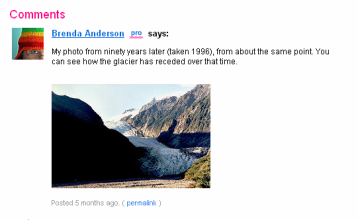 Comments
Brenda Anderson pro says:
My photo from ninety years later (taken 1996), from about the same point. You
can see how the glacier has receded over that time.
Posted 5 months ago. ( permalink )